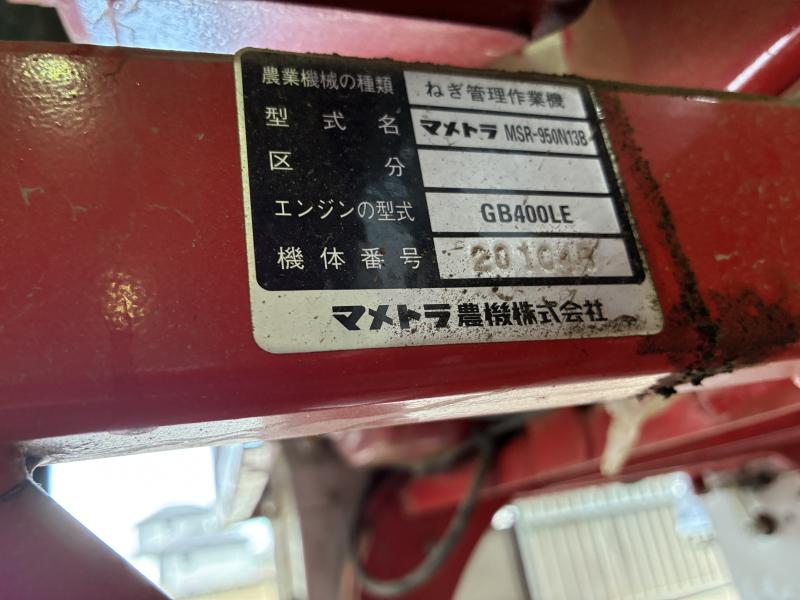 農業機械の種類 ねぎ管理作業機
型式名 マメトラ MSR-950N13B
区分
エンジンの型式 GB400LE
機体番号
マメトラ農機株式会社